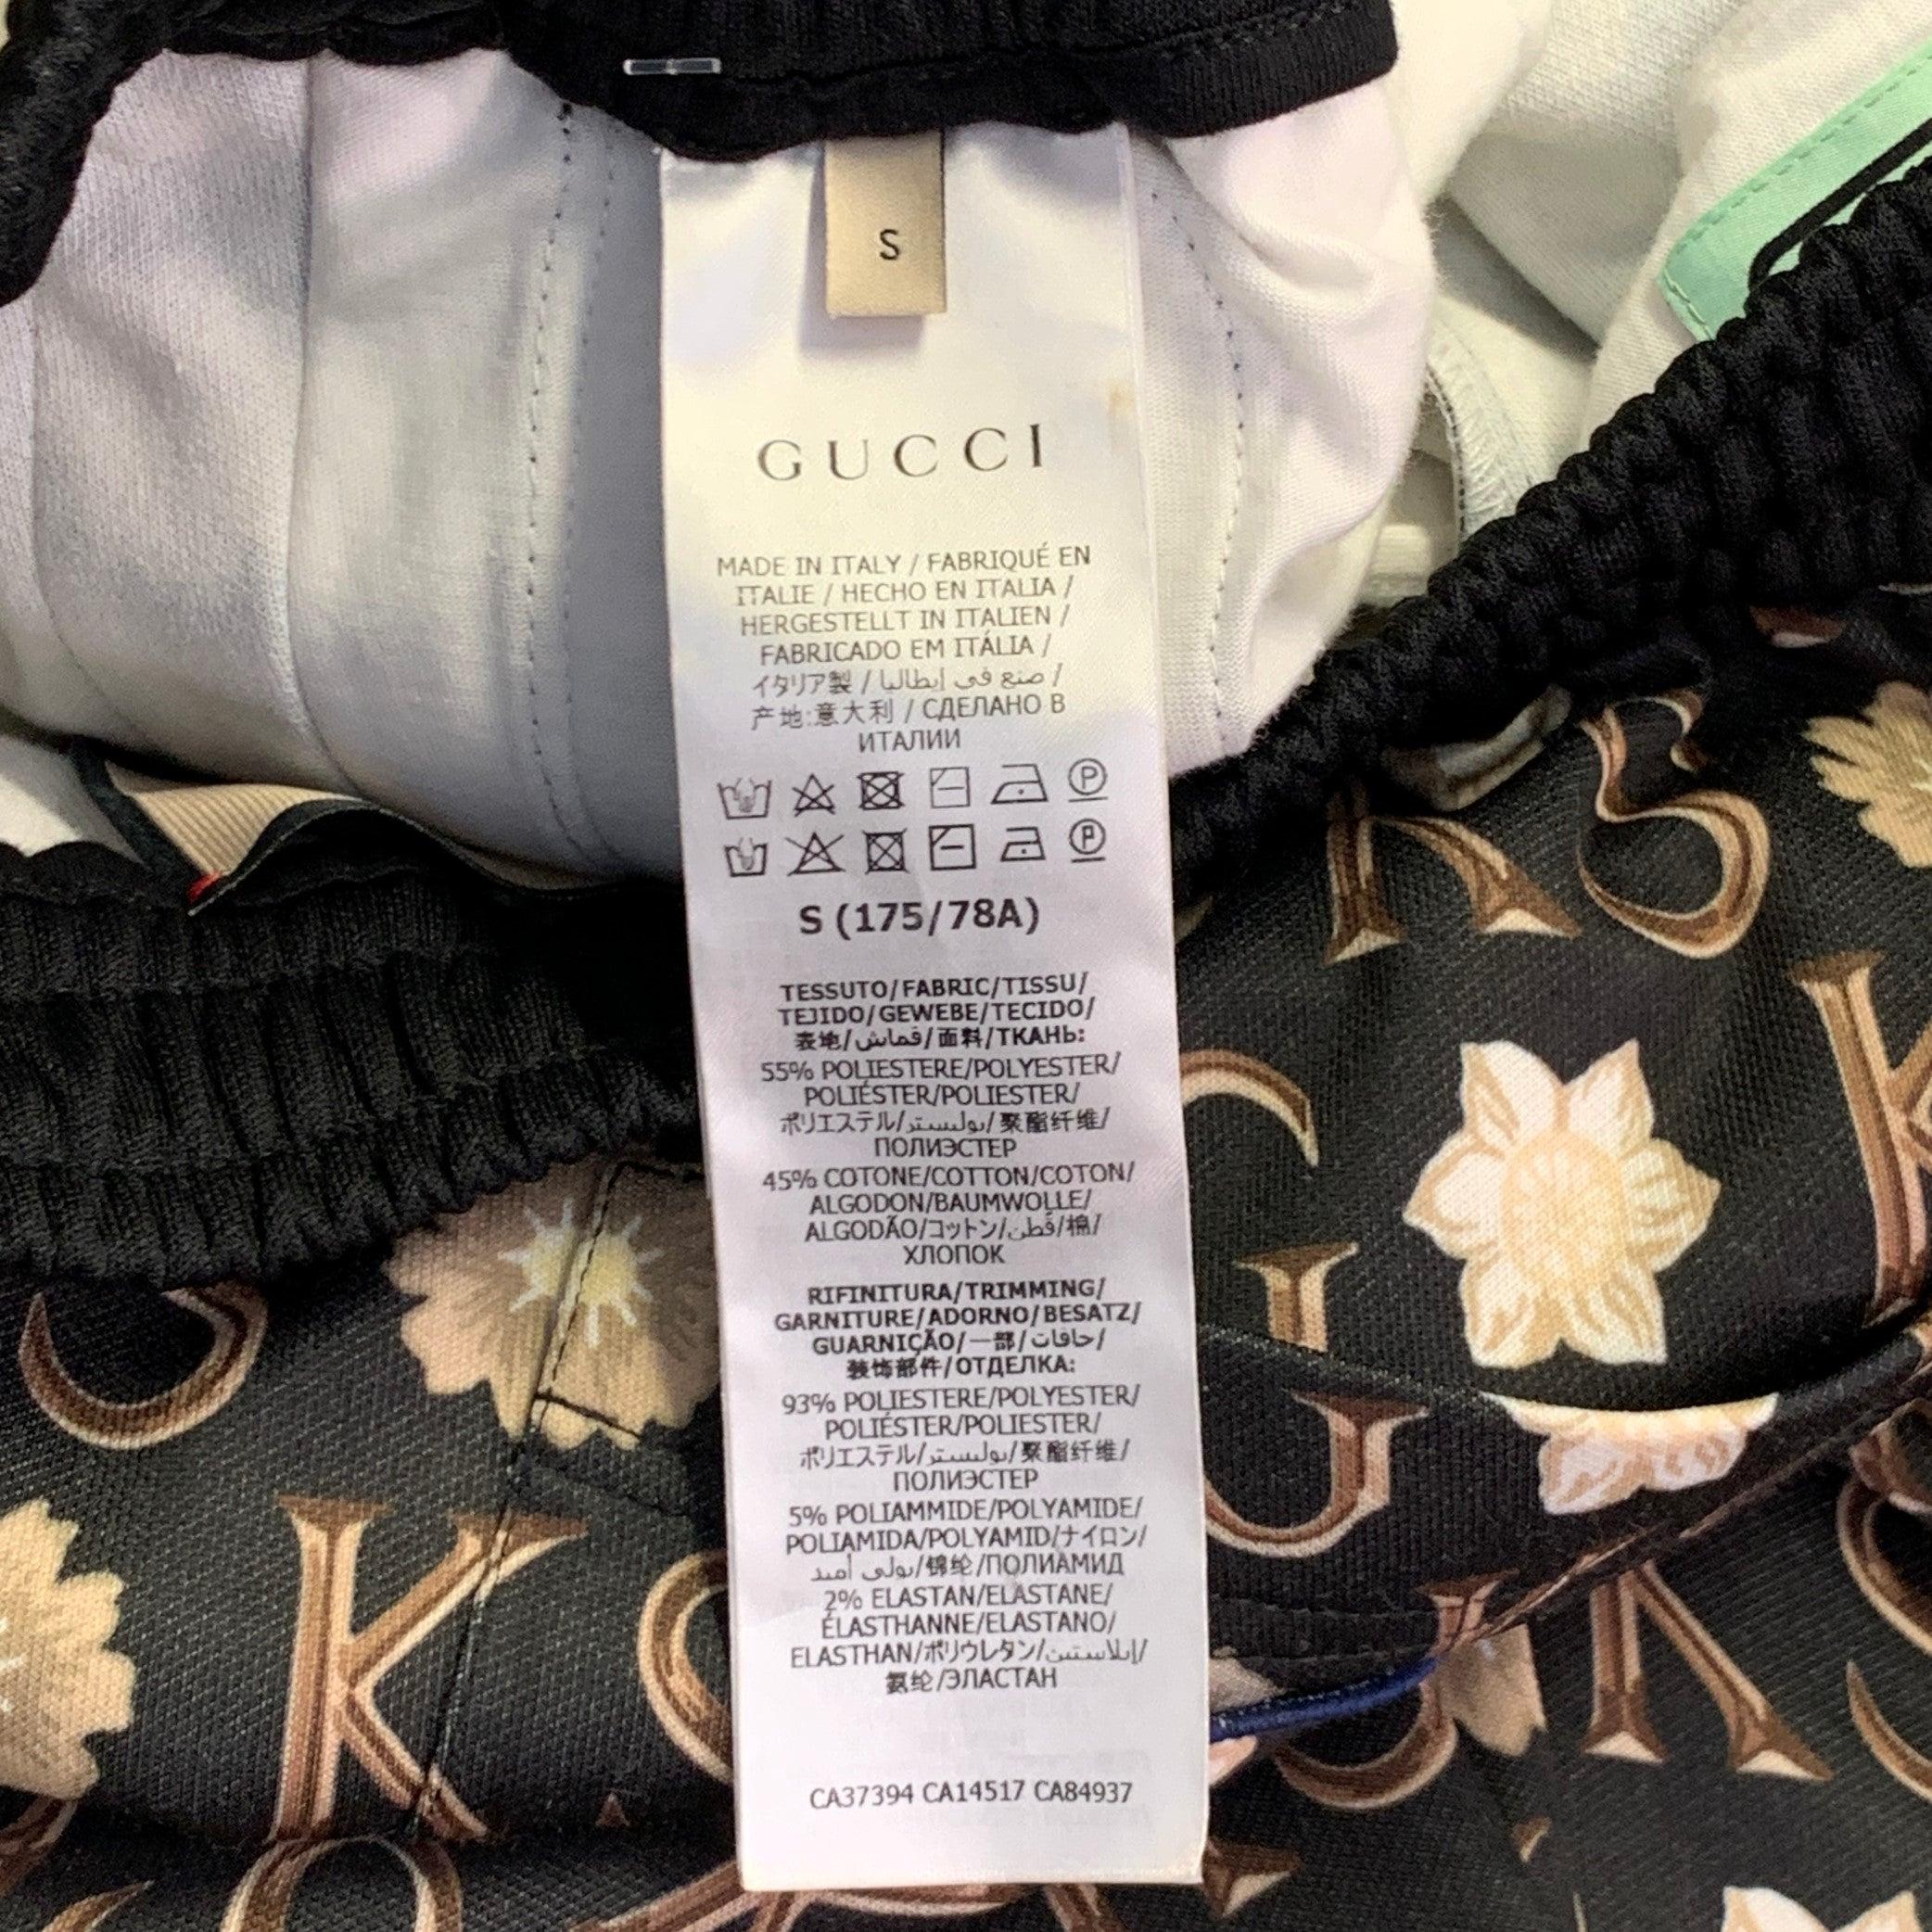 S
GUCCI
MADE IN ITALY / FABRIQUÉ EN
ITALIE / HECHO EN ITALIA /
HERGESTELLT IN ITALIEN /
FABRICADO EM ITÁLIA /
イタリア製 / صنع في إيطاليا /
产地:意大利 / СДЕЛАНО В
ИТАЛИИ
P
P
S (175/78A)
TESSUTO/FABRIC/TISSU/
TEJIDO/GEWEBE/TECIDO/
表地/قماش/面料/ТКАНЬ:
55% POLIESTERE/POLYESTER/
POLIÉSTER/POLIESTER/
ポリエステル/بوليستر/聚酯纤维/
ПОЛИЭСТЕР
45% COTONE/COTTON/COTON/
ALGODON/BAUMWOLLE/
ALGODÃO/コットン/قطن/棉/
ХЛОПОК
RIFINITURA/TRIMMING/
GARNITURE/ADORNO/BESATZ/
GUARNIÇÃO/一部/حافات/
装饰部件/ОТДЕЛКА:
93% POLIESTERE/POLYESTER/
POLIÉSTER/POLIESTER/
ポリエステル/بوليستر/聚酯纤维/
ПОЛИЭСТЕР
5% POLIAMMIDE/POLYAMIDE/
POLIAMIDA/POLYAMID/ナイロン/
بولي أميد/锦纶/ПОЛИАМИД
2% ELASTAN/ELASTANE/
ÉLASTHANNE/ELASTANO/
ELASTHAN/ポリウレタン/إيلاستين/
氨纶/ЭЛАСТАН
CA37394 CA14517 CA84937